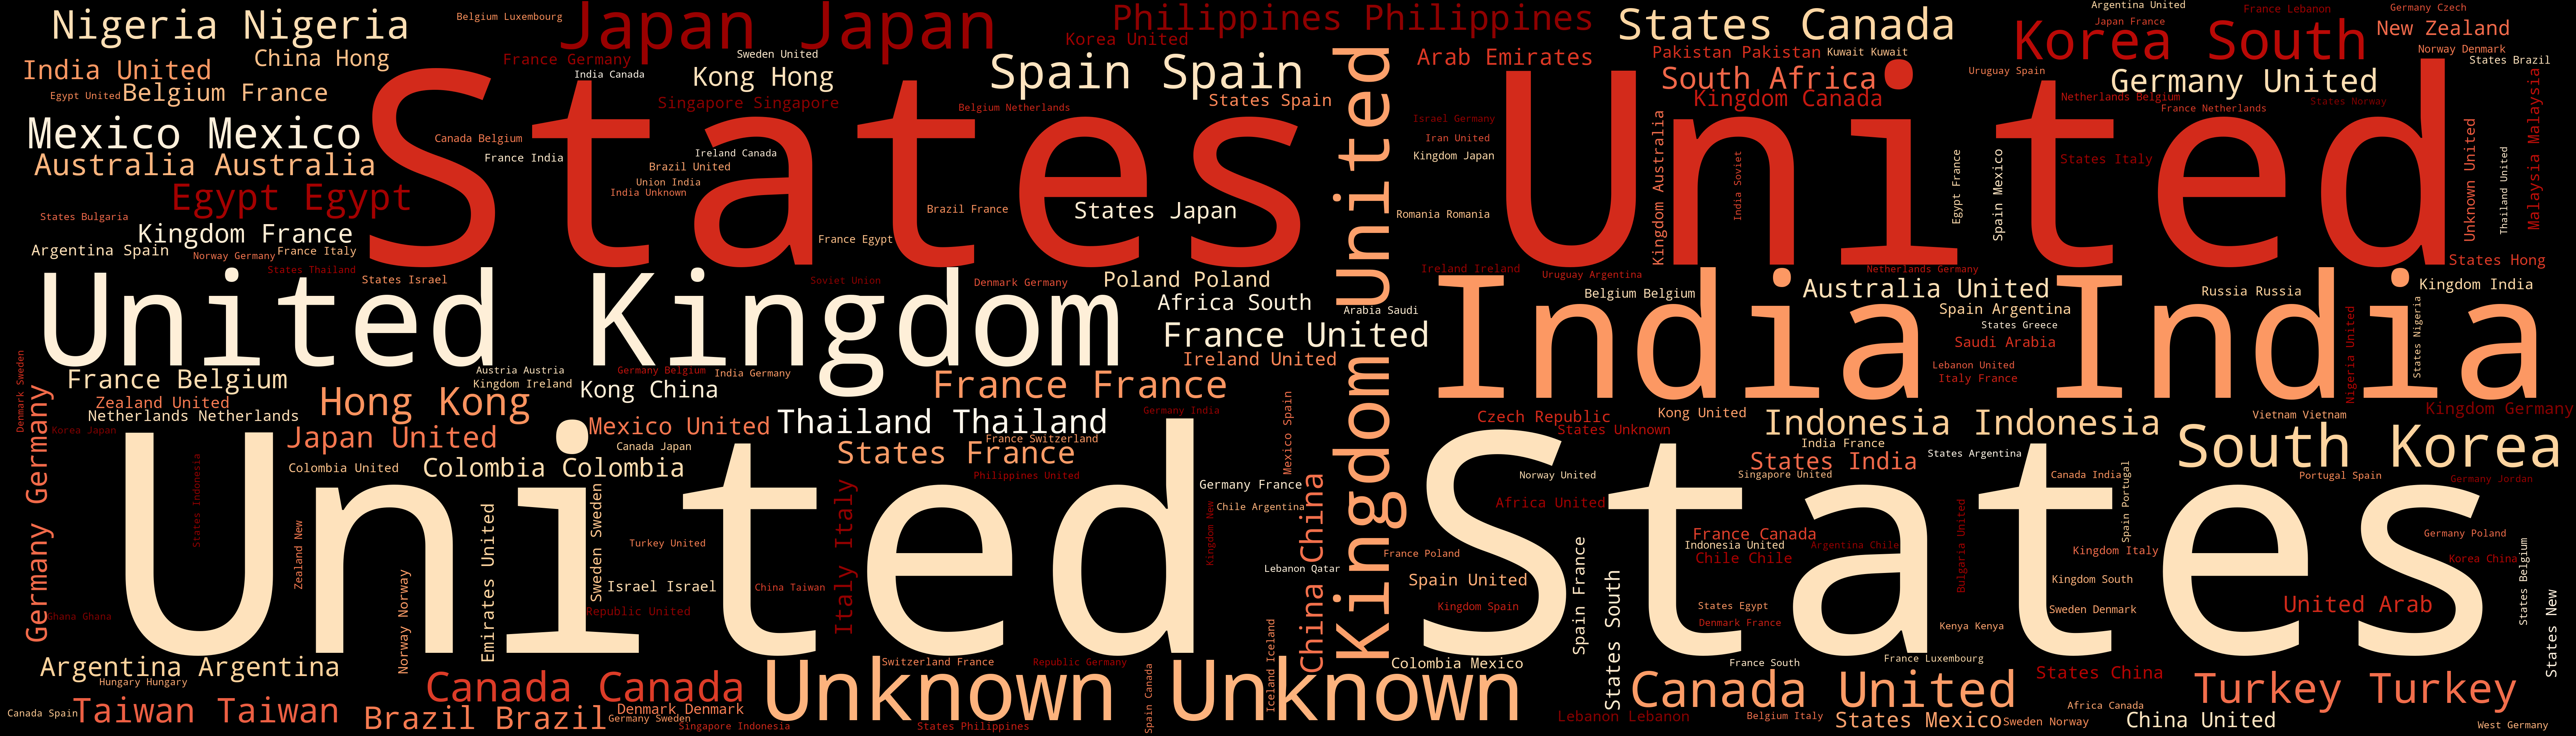 Nigeria Nigeria
Belgium Luxembourg
Japan Japan
Philippines Philippines
States Canada
Argentina United
Japan France
France Lebanon
Germany Czech
New Zealand
China Hong
India United
France Germany
Sweden United
Korea United
Arab Emirates
Pakistan Pakistan
Kuwait Kuwait
Korea South
Norway Denmark
States Brazil
Egypt United
Belgium France
India Canada
Kong Hong
Spain Spain
South Africa
Uruguay Spain
Germany United
Singapore Singapore
Belgium Netherlands
States Spain
Kingdom Canada
Netherlands Belgium
France Netherlands
States Norway
Mexico Mexico
States United
Canada Belgium
Israel Germany
Iran United
Australia Australia
France India
Ireland Canada
Brazil United
Kingdom Japan
States Italy
Egypt Egypt
Union India
India Unknown
Kingdom Australia
India Soviet
Egypt France
Spain Mexico
Unknown United
Thailand United
Malaysia Malaysia
States Bulgaria
Brazil France
States Japan
Romania Romania
Kingdom France
Argentina Spain
Norway Germany
France Italy
France Egypt
States Thailand
States Israel
Soviet Union
Denmark Germany
Poland Poland
Ireland Ireland
Uruguay Argentina
Netherlands Germany
States Hong
United Kingdom
Kingdom United
Africa South
Arabia Saudi
Belgium Belgium
Australia United
Spain Argentina
Russia Russia
Kingdom India
France United
India India
States Greece
Saudi Arabia
Nigeria United
States Nigeria
Ireland United
Lebanon United
Italy France
Denmark Sweden
Germany Germany
France Belgium
Austria Austria
Kingdom Ireland
Germany Belgium
India Germany
Kong China
France France
Zealand United
Netherlands Netherlands
Hong Kong
Mexico United
Thailand Thailand
Germany India
Mexico Spain
Czech Republic
Kong United
States Unknown
Indonesia Indonesia
Vietnam Vietnam
Kingdom Germany
Korea Japan
Japan United
Canada Japan
France Switzerland
States France
India France
States India
States Argentina
South Korea
Colombia United
Colombia Colombia
Philippines United
Germany France
Norway United
Singapore United
Canada India
Portugal Spain
Germany Jordan
States Indonesia
United States
Zealand New
Emirates United
Sweden Sweden
Italy Italy
Kingdom New
Chile Argentina
China China
Africa United
Spain Portugal
Turkey United
France Poland
France Canada
Indonesia United
Argentina Chile
Chile Chile
Bulgaria United
Kingdom Italy
Germany Poland
Korea China
Norway Norway
Israel Israel
China Taiwan
Lebanon Qatar
Spain United
Spain France
States South
Kingdom South
States Belgium
Ghana Ghana
Republic United
Kingdom Spain
States Egypt
Denmark France
Sweden Denmark
Kenya Kenya
United Arab
States New
Argentina Argentina
Hungary Hungary
Switzerland France
Republic Germany
Iceland Iceland
Colombia Mexico
France South
France Luxembourg
States China
Canada Canada
Unknown Unknown
Canada United
Turkey Turkey
Canada Spain
Taiwan Taiwan
Brazil Brazil
Denmark Denmark
Germany Sweden
Singapore Indonesia
States Philippines
Spain Canada
Lebanon Lebanon
Belgium Italy
States Mexico
Sweden Norway
Africa Canada
China United
West Germany